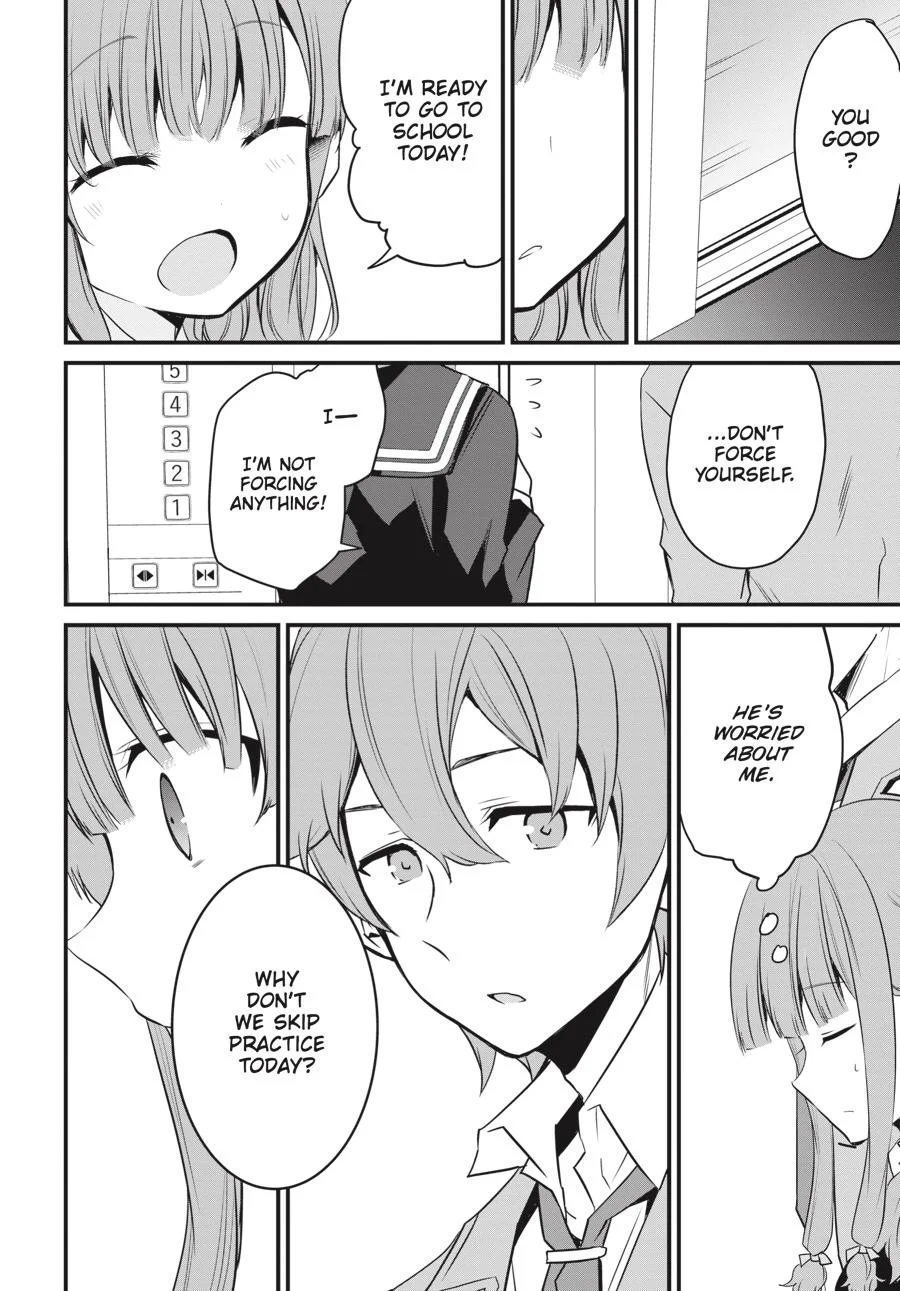 YOU
GOOD
?
I'M READY
TO GO TO
SCHOOL
TODAY!
...DON'T
FORCE
YOURSELF.
I—
I'M NOT
FORCING
ANYTHING!
5
4
3
2
1
HE'S
WORRIED
ABOUT
ME.
WHY
DON'T
WE SKIP
PRACTICE
TODAY?